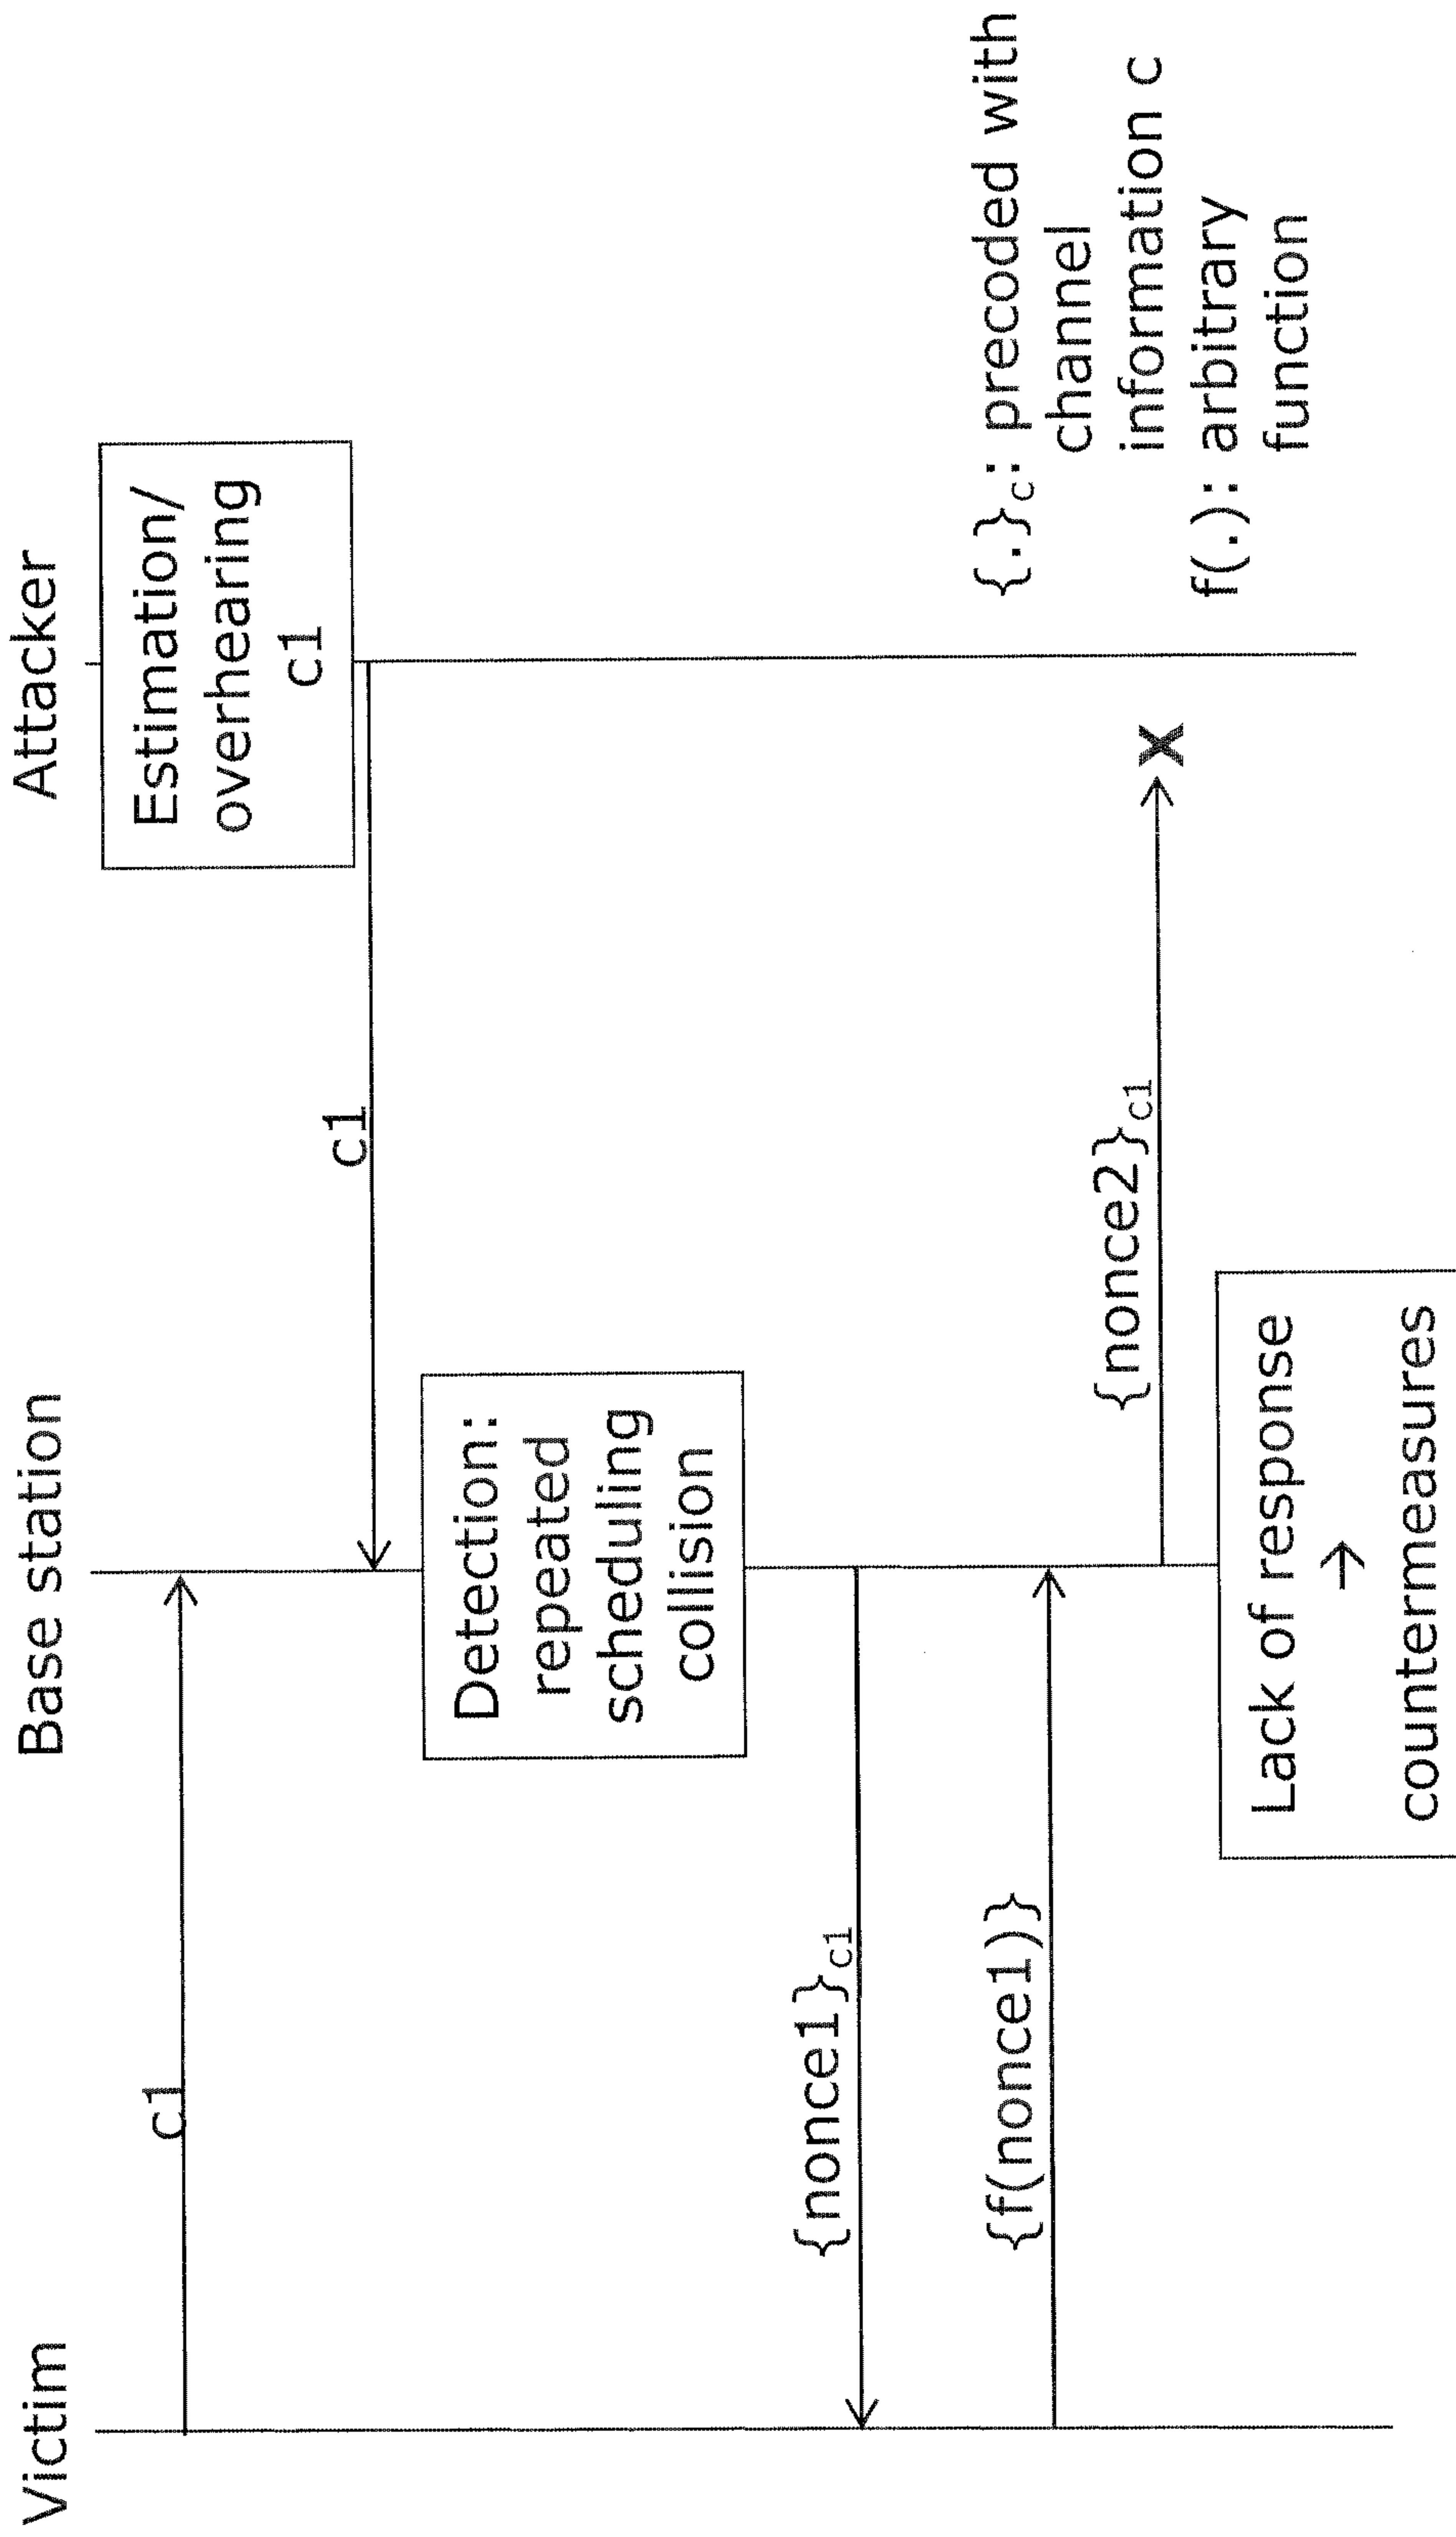 Victim
Base station
Attacker
Estimation/
overhearing
c1
c1
c1
Detection:
repeated
scheduling
collision
{nonce1}c1
{f(nonce1)}
{nonce2}c1
X
Lack of response
→
countermeasures
{.}c: precoded with
channel
information c
f(.): arbitrary
function